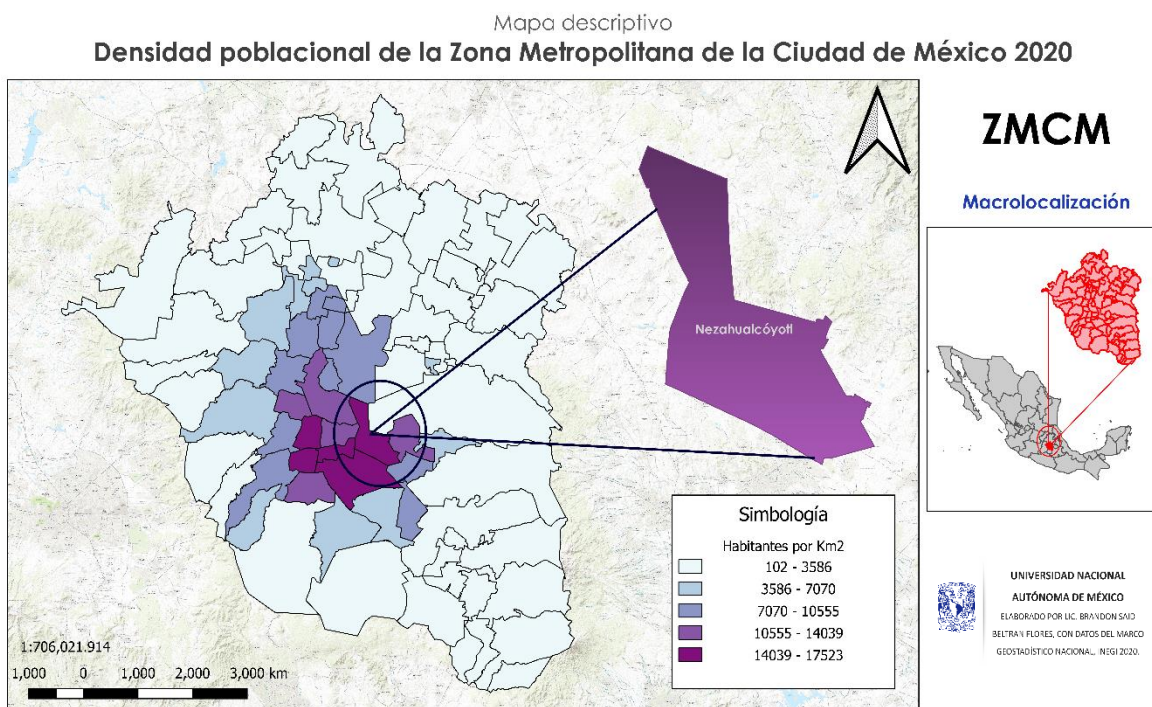 Mapa descriptivo
Densidad poblacional de la Zona Metropolitana de la Ciudad de México 2020
ZMCM
Macrolocalización
Nezahualcóyotl
Simbología
Habitantes por Km2
102 - 3586
3586 - 7070
7070 - 10555
10555 - 14039
14039 - 17523
1:706,021.914
1,000 0 1,000 2,000 3,000 km
UNIVERSIDAD NACIONAL
AUTÓNOMA DE MÉXICO
ELABORADO POR LIC. BRANDON SAID
BELTRAN FLORES, CON DATOS DEL MARCO
GEOSTADÍSTICO NACIONAL, INEGI 2020.